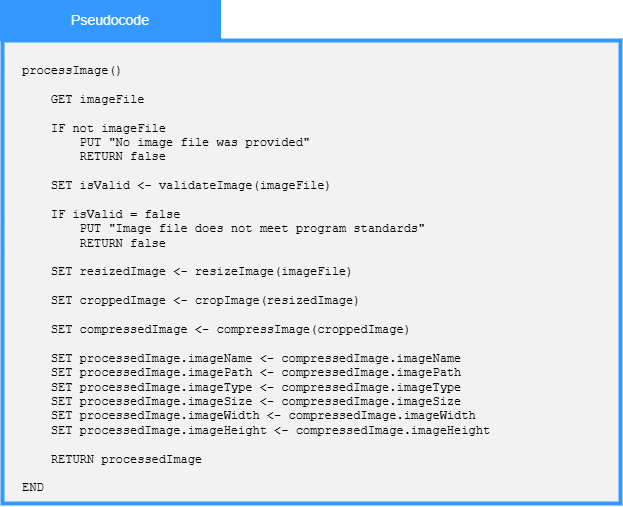 Pseudocode
processImage()
GET imageFile
IF not imageFile
PUT "No image file was provided"
RETURN false
SET isValid <- validateImage(imageFile)
IF isValid = false
PUT "Image file does not meet program standards"
RETURN false
SET resizedImage <- resizeImage(imageFile)
SET croppedImage <- cropImage(resizedImage)
SET compressedImage <- compressImage(croppedImage)
SET processedImage.imageName <- compressedImage.imageName
SET processedImage.imagePath <- compressedImage.imagePath
SET processedImage.imageType <- compressedImage.imageType
SET processedImage.imageSize <- compressedImage.imageSize
SET processedImage.imageWidth <- compressedImage.imageWidth
SET processedImage.imageHeight <- compressedImage.imageHeight
RETURN processedImage
END